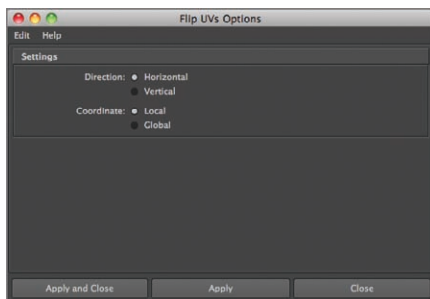 Flip UVs Options
Edit Help
Settings
Direction: Horizontal
Vertical
Coordinate: Local
Global
Apply and Close Apply Close